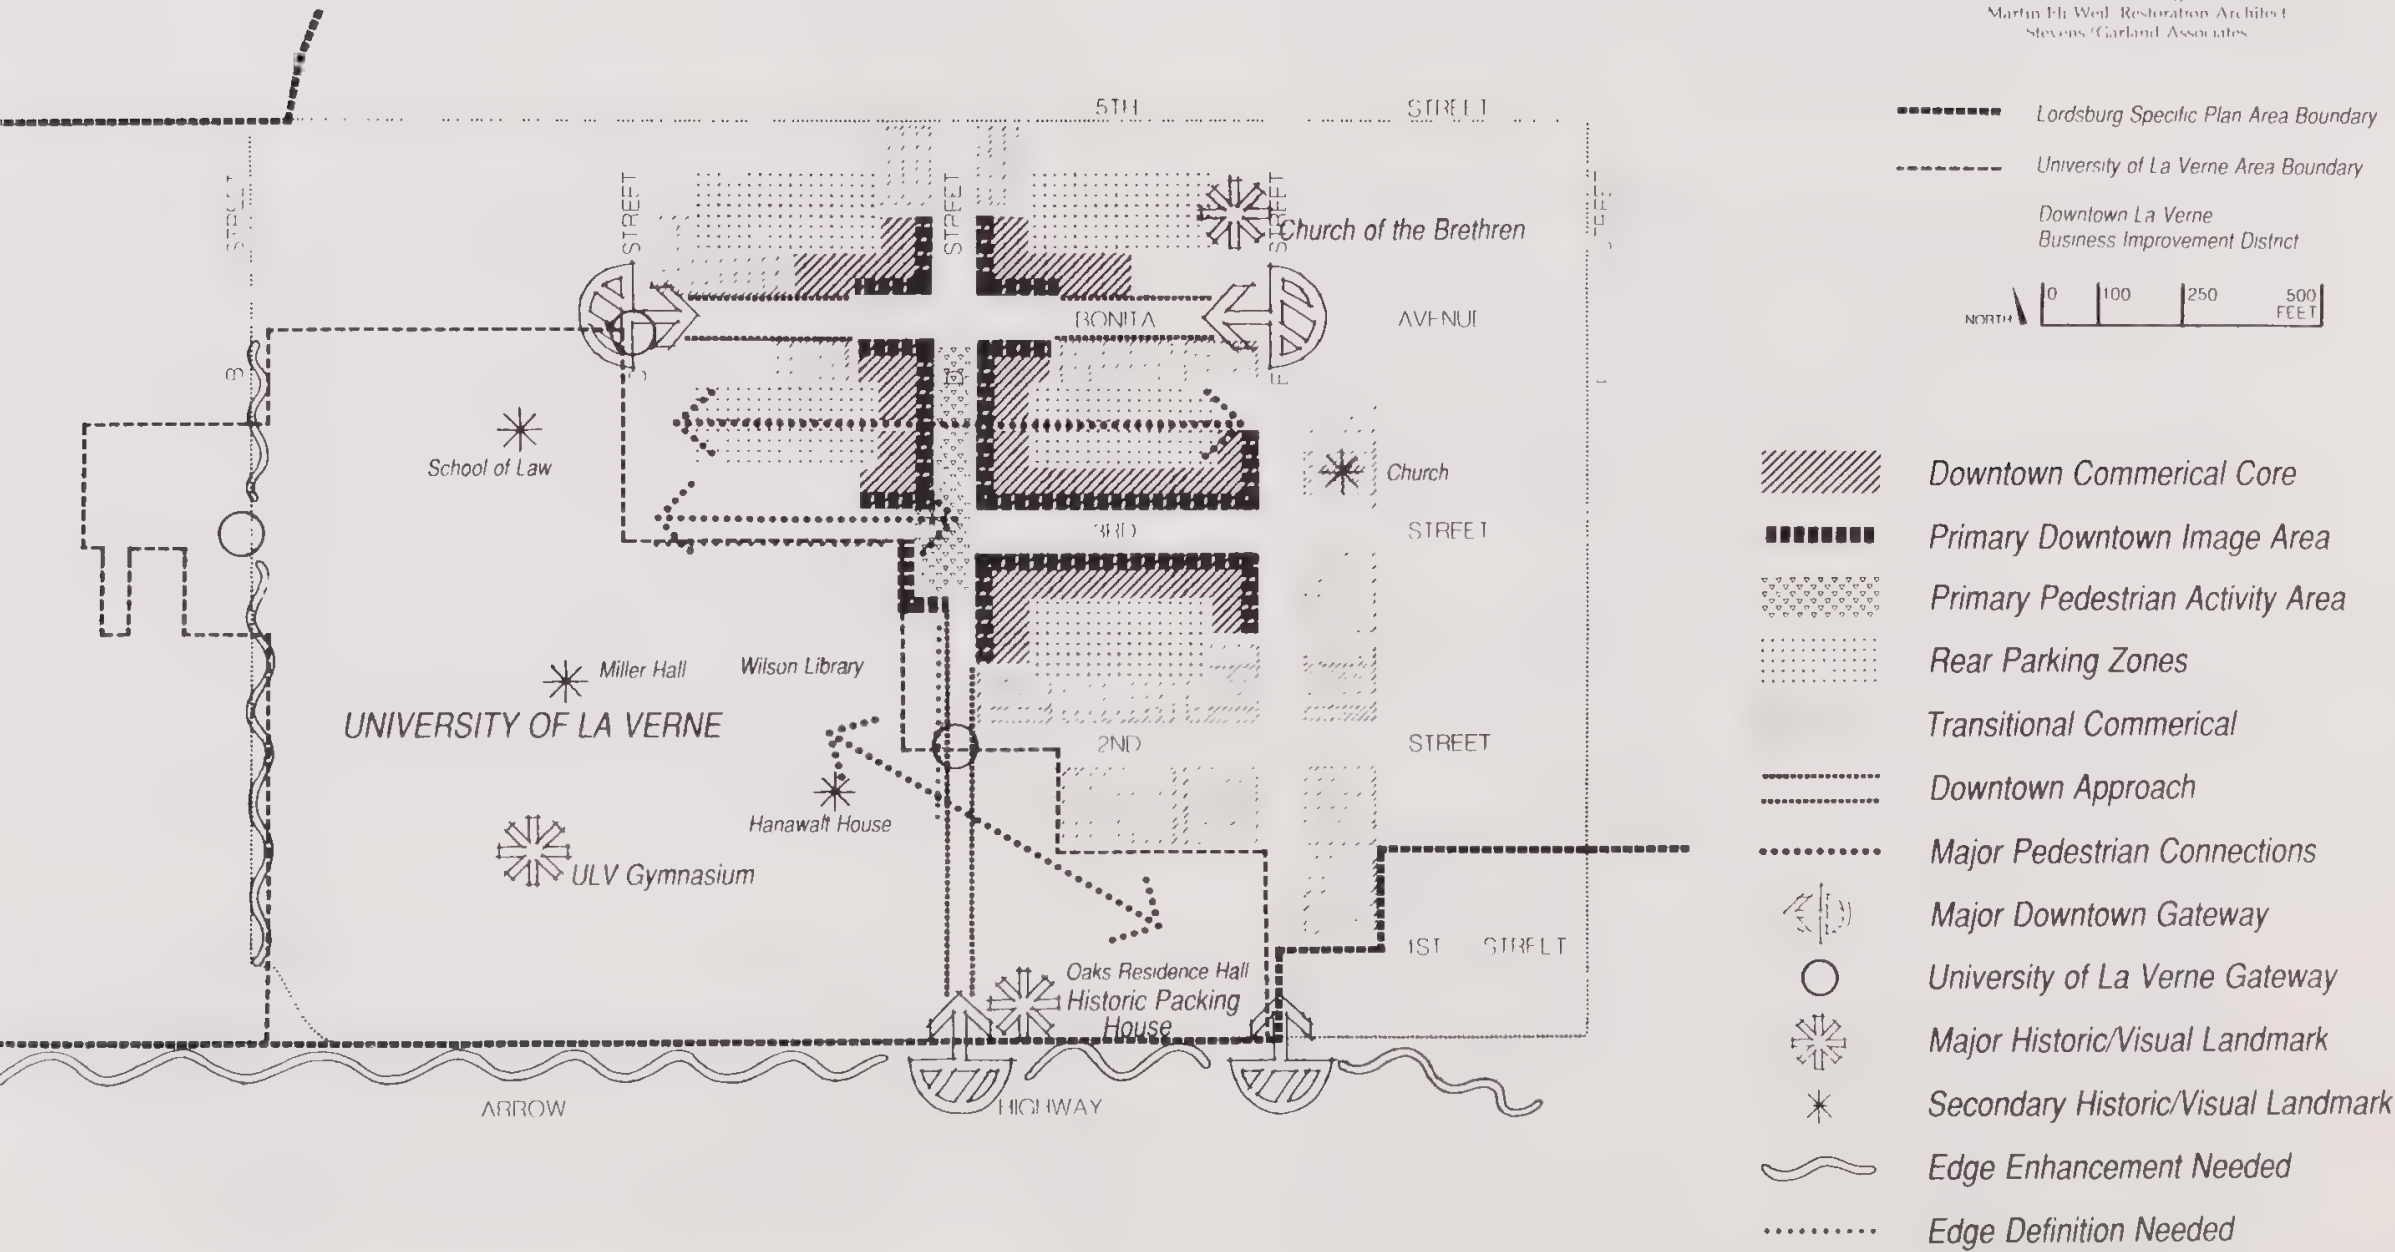 Martin Eli Weil Restoration Architect
Stevens/Garland Associates
Lordsburg Specific Plan Area Boundary
University of La Verne Area Boundary
Downtown La Verne
Business Improvement District
0 100 250 500
FEET
NORTH
5TH STREET
STREET
STREET
STREET
STREET
Church of the Brethren
BONITA AVENUE
B
D
E
School of Law
Church
3RD STREET
Miller Hall
Wilson Library
UNIVERSITY OF LA VERNE
2ND STREET
Hanawalt House
ULV Gymnasium
1ST STREET
Oaks Residence Hall
Historic Packing
House
ARROW HIGHWAY
Downtown Commerical Core
Primary Downtown Image Area
Primary Pedestrian Activity Area
Rear Parking Zones
Transitional Commerical
Downtown Approach
Major Pedestrian Connections
Major Downtown Gateway
University of La Verne Gateway
Major Historic/Visual Landmark
Secondary Historic/Visual Landmark
Edge Enhancement Needed
Edge Definition Needed